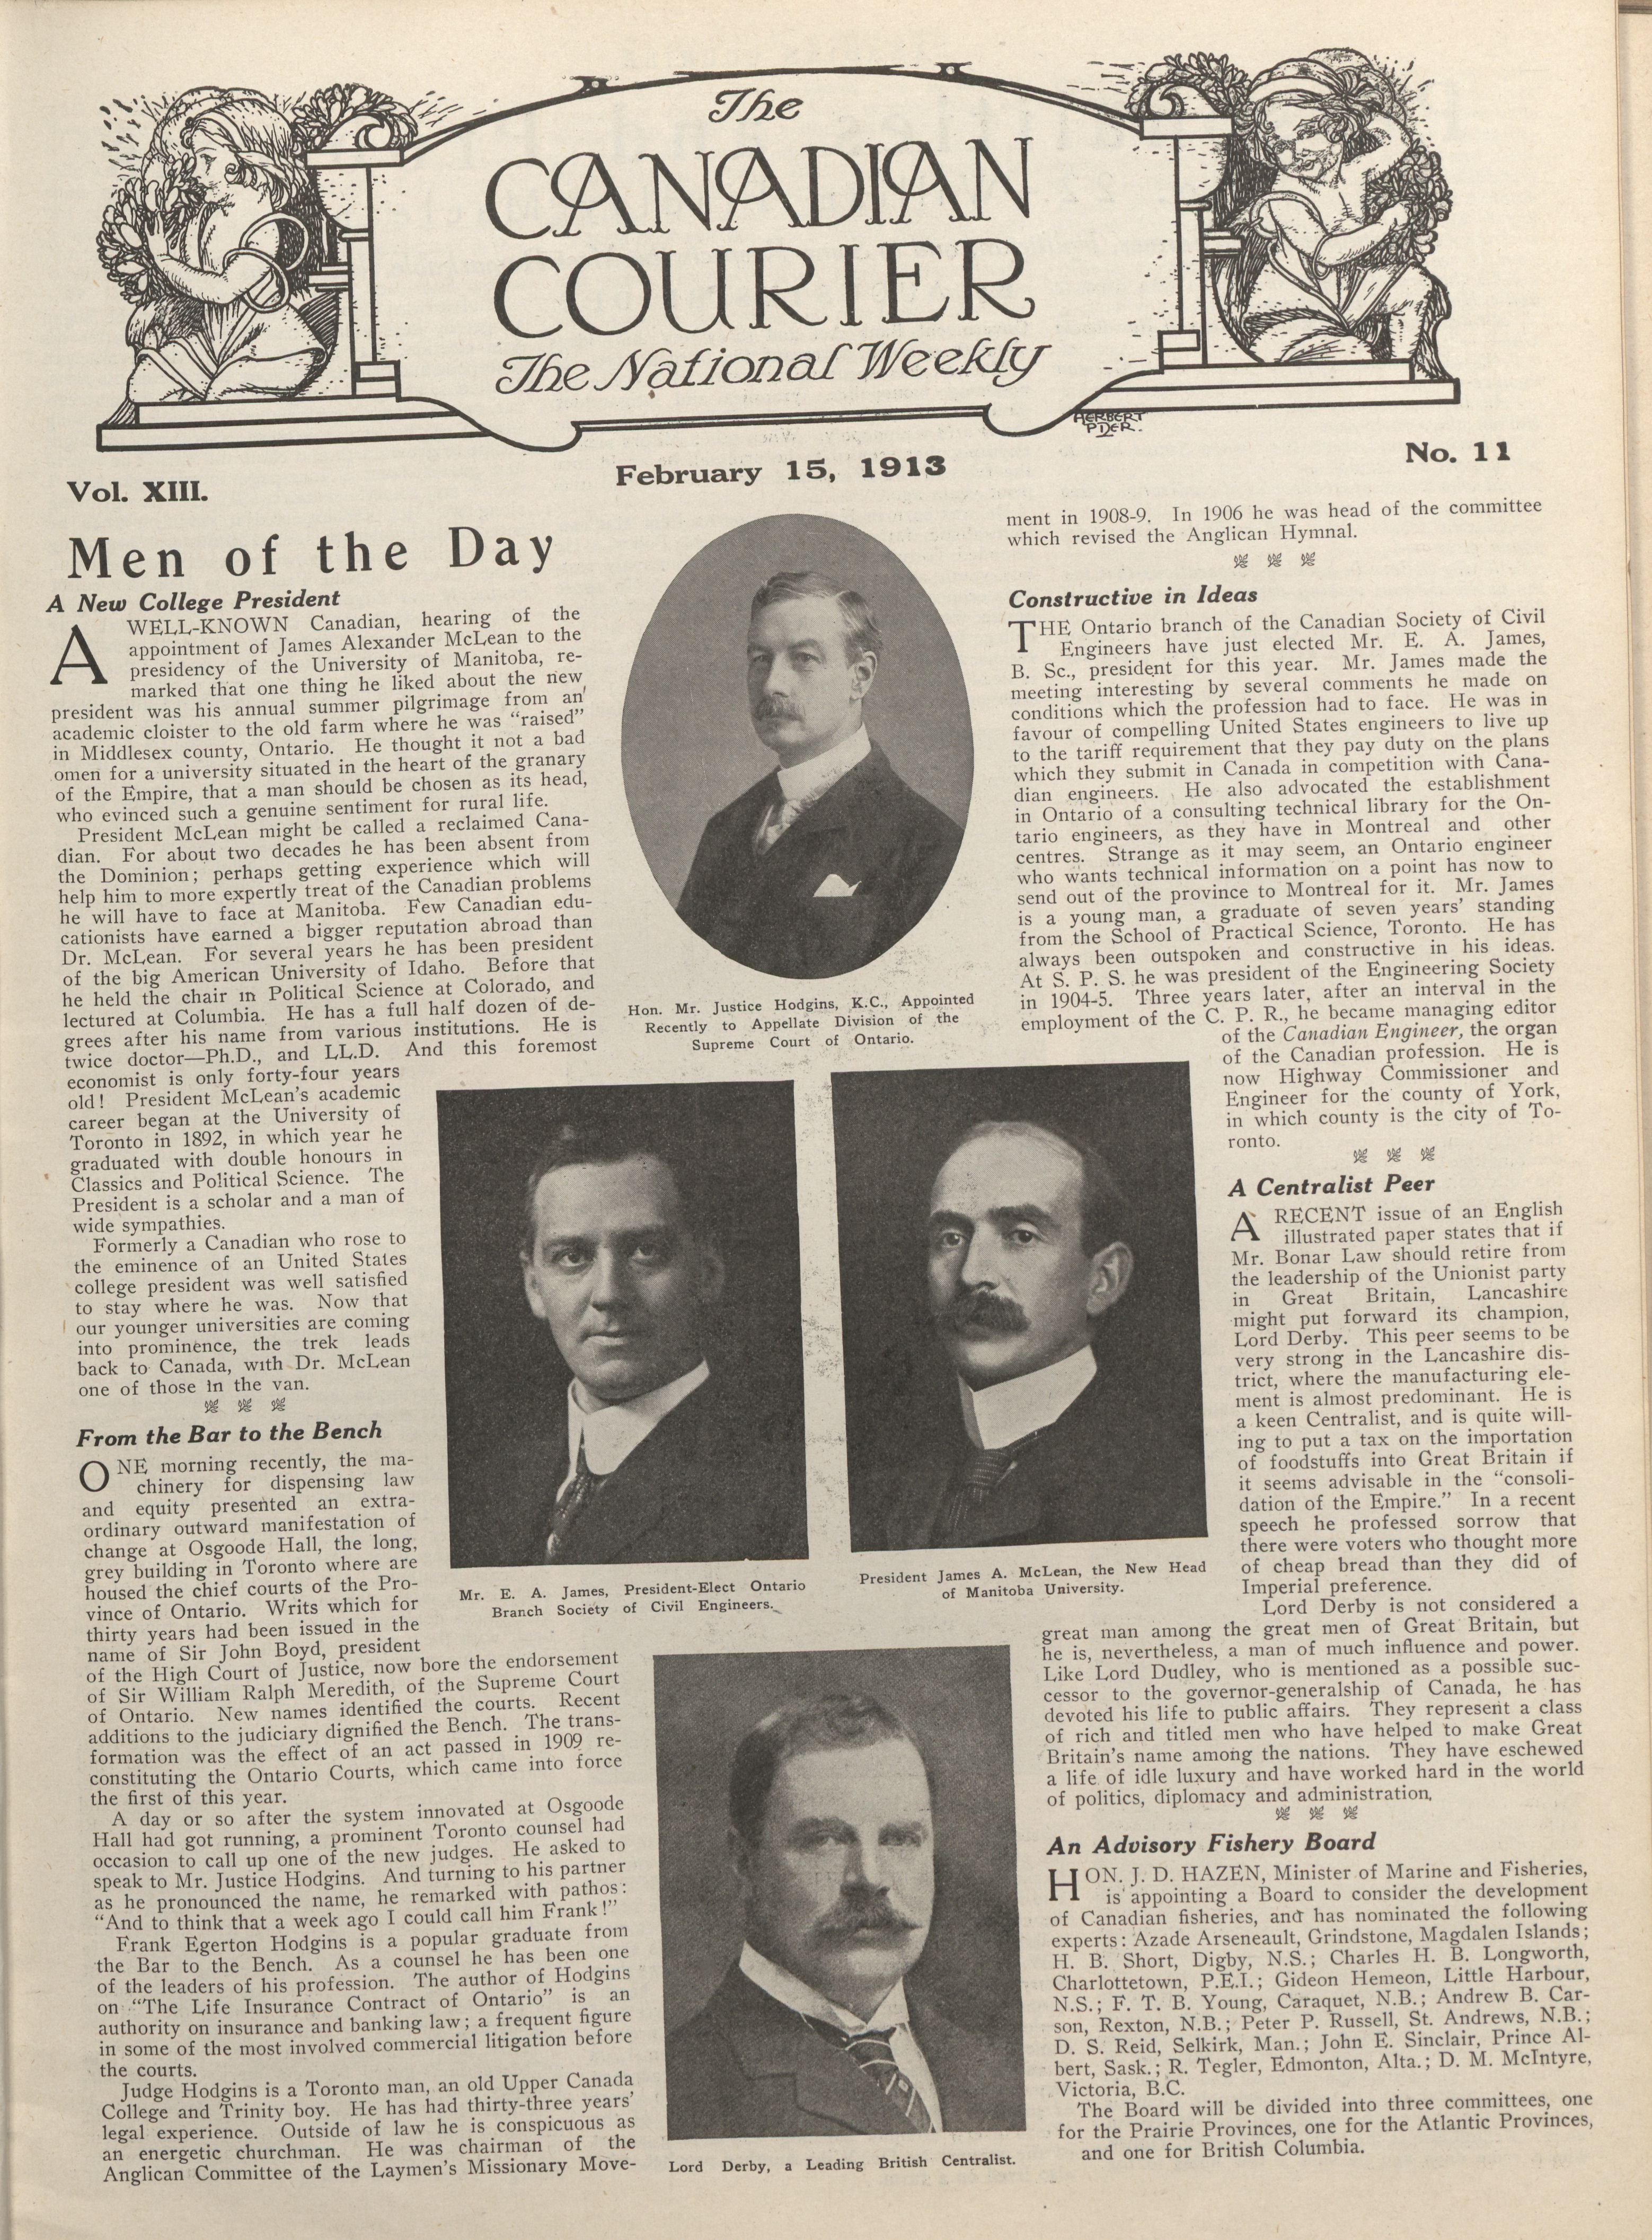 The
CANADIAN
COURIER
The National Weekly
HERBERT
PIZER.
Vol. XIII.
February 15, 1913
No. 11
Men of the Day
A New College President
A WELL-KNOWN Canadian, hearing of the
appointment of James Alexander McLean to the
presidency of the University of Manitoba, re-
marked that one thing he liked about the new
president was his annual summer pilgrimage from an
academic cloister to the old farm where he was "raised"
in Middlesex county, Ontario. He thought it not a bad
omen for a university situated in the heart of the granary
of the Empire, that a man should be chosen as its head,
who evinced such a genuine sentiment for rural life.
President McLean might be called a reclaimed Cana-
dian. For about two decades he has been absent from
the Dominion; perhaps getting experience which will
help him to more expertly treat of the Canadian problems
he will have to face at Manitoba. Few Canadian edu-
cationists have earned a bigger reputation abroad than
Dr. McLean. For several years he has been president
of the big American University of Idaho. Before that
he held the chair in Political Science at Colorado, and
lectured at Columbia. He has a full half dozen of de-
grees after his name from various institutions. He is
twice doctor—Ph.D., and LL.D. And this foremost
economist is only forty-four years
old! President McLean's academic
career began at the University of
Toronto in 1892, in which year he
graduated with double honours in
Classics and Political Science. The
President is a scholar and a man of
wide sympathies.
Formerly a Canadian who rose to
the eminence of an United States
college president was well satisfied
to stay where he was. Now that
our younger universities are coming
into prominence, the trek leads
back to Canada, with Dr. McLean
one of those in the van.
From the Bar to the Bench
ONE morning recently, the ma-
chinery for dispensing law
and equity presented an extra-
ordinary outward manifestation of
change at Osgoode Hall, the long,
grey building in Toronto where are
housed the chief courts of the Pro-
vince of Ontario. Writs which for
thirty years had been issued in the
name of Sir John Boyd, president
of the High Court of Justice, now bore the endorsement
of Sir William Ralph Meredith, of the Supreme Court
of Ontario. New names identified the courts. Recent
additions to the judiciary dignified the Bench. The trans-
formation was the effect of an act passed in 1909 re-
constituting the Ontario Courts, which came into force
the first of this year.
A day or so after the system innovated at Osgoode
Hall had got running, a prominent Toronto counsel had
occasion to call up one of the new judges. He asked to
speak to Mr. Justice Hodgins. And turning to his partner
as he pronounced the name, he remarked with pathos:
"And to think that a week ago I could call him Frank!"
Frank Egerton Hodgins is a popular graduate from
the Bar to the Bench. As a counsel he has been one
of the leaders of his profession. The author of Hodgins
on "The Life Insurance Contract of Ontario" is an
authority on insurance and banking law; a frequent figure
in some of the most involved commercial litigation before
the courts.
Judge Hodgins is a Toronto man, an old Upper Canada
College and Trinity boy. He has had thirty-three years'
legal experience. Outside of law he is conspicuous as
an energetic churchman. He was chairman of the
Anglican Committee of the Laymen's Missionary Move-
Hon. Mr. Justice Hodgins, K.C., Appointed
Recently to Appellate Division of the
Supreme Court of Ontario.
Mr. E. A. James, President-Elect Ontario
Branch Society of Civil Engineers.
President James A. McLean, the New Head
of Manitoba University.
Lord Derby, a Leading British Centralist.
ment in 1908-9. In 1906 he was head of the committee
which revised the Anglican Hymnal.
Constructive in Ideas
THE Ontario branch of the Canadian Society of Civil
Engineers have just elected Mr. E. A. James,
B. Sc., president for this year. Mr. James made the
meeting interesting by several comments he made on
conditions which the profession had to face. He was in
favour of compelling United States engineers to live up
to the tariff requirement that they pay duty on the plans
which they submit in Canada in competition with Cana-
dian engineers. He also advocated the establishment
in Ontario of a consulting technical library for the On-
tario engineers, as they have in Montreal and other
centres. Strange as it may seem, an Ontario engineer
who wants technical information on a point has now to
send out of the province to Montreal for it. Mr. James
is a young man, a graduate of seven years' standing
from the School of Practical Science, Toronto. He has
always been outspoken and constructive in his ideas.
At S. P. S. he was president of the Engineering Society
in 1904-5. Three years later, after an interval in the
employment of the C. P. R., he became managing editor
of the Canadian Engineer, the organ
of the Canadian profession. He is
now Highway Commissioner and
Engineer for the county of York,
in which county is the city of To-
ronto.
A Centralist Peer
A RECENT issue of an English
illustrated paper states that if
Mr. Bonar Law should retire from
the leadership of the Unionist party
in Great Britain, Lancashire
might put forward its champion,
Lord Derby. This peer seems to be
very strong in the Lancashire dis-
trict, where the manufacturing ele-
ment is almost predominant. He is
a keen Centralist, and is quite will-
ing to put a tax on the importation
of foodstuffs into Great Britain if
it seems advisable in the "consoli-
dation of the Empire." In a recent
speech he professed sorrow that
there were voters who thought more
of cheap bread than they did of
Imperial preference.
Lord Derby is not considered a
great man among the great men of Great Britain, but
he is, nevertheless, a man of much influence and power.
Like Lord Dudley, who is mentioned as a possible suc-
cessor to the governor-generalship of Canada, he has
devoted his life to public affairs. They represent a class
of rich and titled men who have helped to make Great
Britain's name among the nations. They have eschewed
a life of idle luxury and have worked hard in the world
of politics, diplomacy and administration.
An Advisory Fishery Board
HON. J. D. HAZEN, Minister of Marine and Fisheries,
is appointing a Board to consider the development
of Canadian fisheries, and has nominated the following
experts: Azade Arseneault, Grindstone, Magdalen Islands;
H. B. Short, Digby, N.S.; Charles H. B. Longworth,
Charlottetown, P.E.I.; Gideon Hemeon, Little Harbour,
N.S.; F. T. B. Young, Caraquet, N.B.; Andrew B. Car-
son, Rexton, N.B.; Peter P. Russell, St. Andrews, N.B.;
D. S. Reid, Selkirk, Man.; John E. Sinclair, Prince Al-
bert, Sask.; R. Tegler, Edmonton, Alta.; D. M. McIntyre,
Victoria, B.C.
The Board will be divided into three committees, one
for the Prairie Provinces, one for the Atlantic Provinces,
and one for British Columbia.